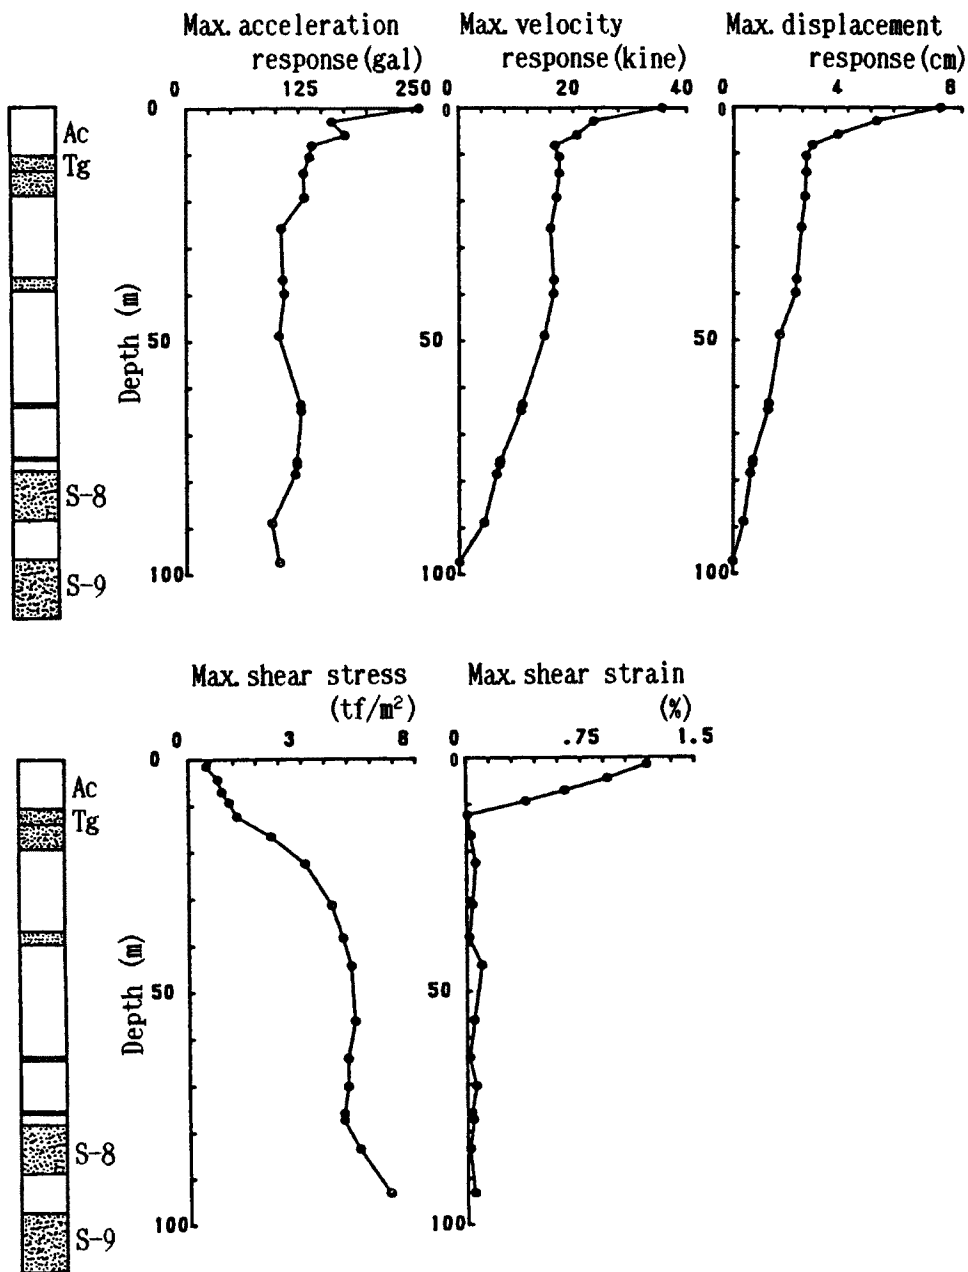 Max. acceleration response (gal)
Max. velocity response (kine)
Max. displacement response (cm)
0 125 250
0 20 40
0 4 8
0
Ac
Tg
Depth (m)
50
50
50
S-8
S-9
100
100
100
Max. shear stress (tf/m²)
Max. shear strain (%)
0 3 8
0 .75 1.5
0
0
Ac
Tg
Depth (m)
50
50
S-8
S-9
100
100